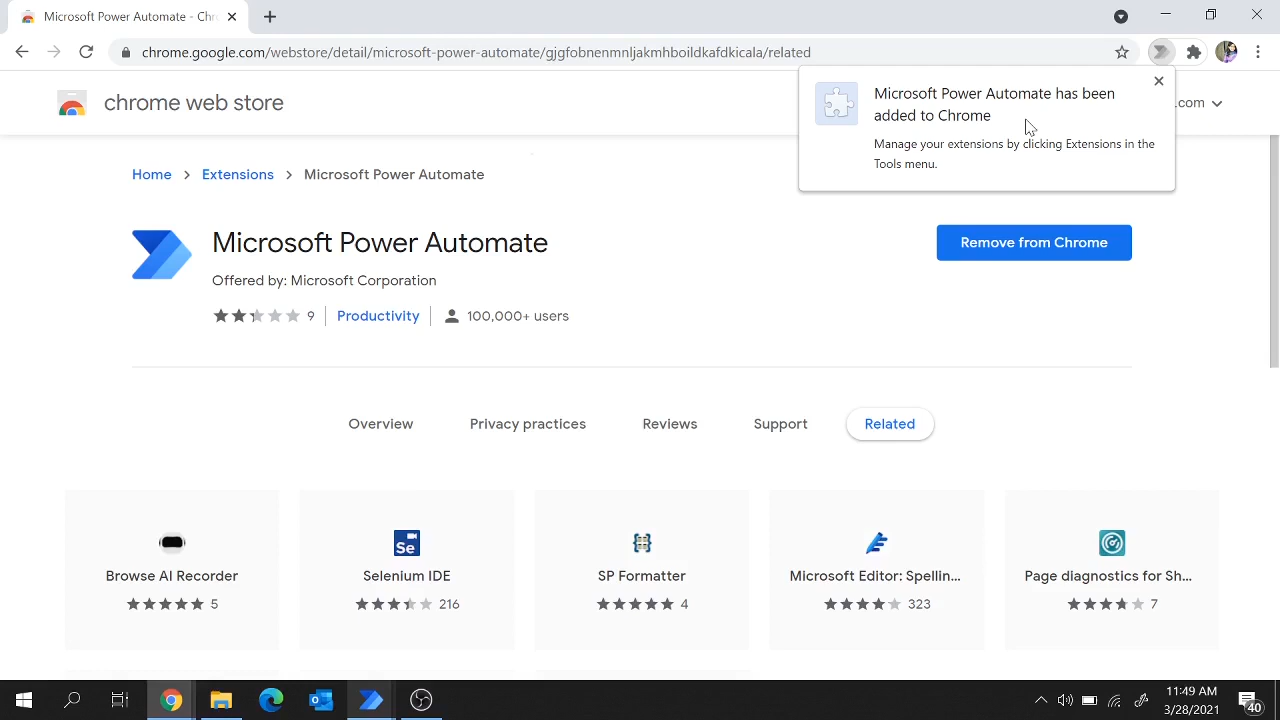 Microsoft Power Automate - Chr
chrome.google.com/webstore/detail/microsoft-power-automate/gjgfobnenmnljakmhboildkafdkicala/related
chrome web store
.com
Microsoft Power Automate has been
added to Chrome
Manage your extensions by clicking Extensions in the
Tools menu.
Home > Extensions > Microsoft Power Automate
Microsoft Power Automate
Remove from Chrome
Offered by: Microsoft Corporation
9 Productivity 100,000+ users
Overview Privacy practices Reviews Support Related
Se
Browse AI Recorder Selenium IDE SP Formatter Microsoft Editor: Spellin... Page diagnostics for Sh...
5 216 4 323 7
11:49 AM
3/28/2021
40